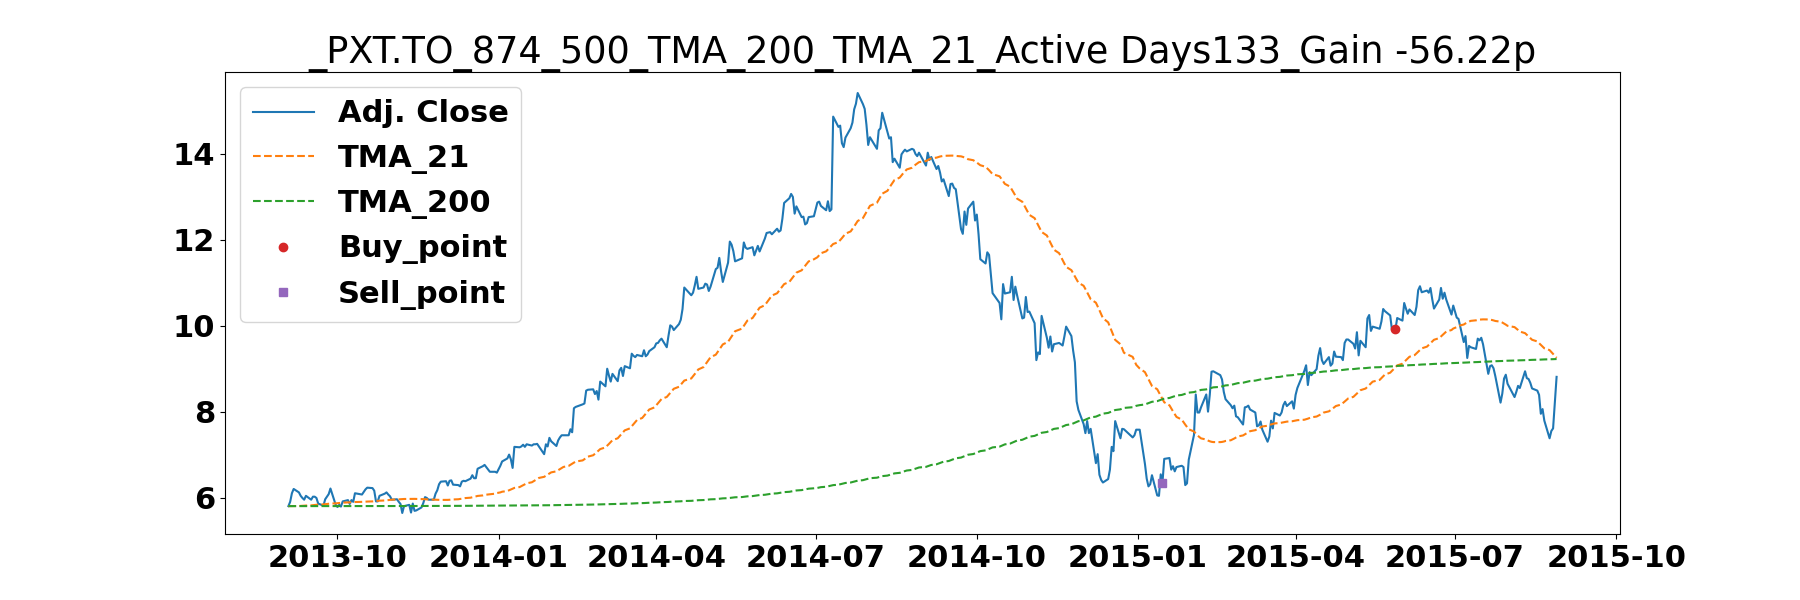 _PXT.TO_874_500_TMA_200_TMA_21_Active Days133_Gain -56.22p
Adj. Close
TMA_21
TMA_200
Buy_point
Sell_point
14
12
10
8
6
2013-10 2014-01 2014-04 2014-07 2014-10 2015-01 2015-04 2015-07 2015-10